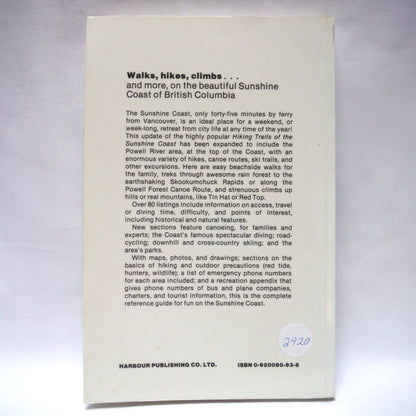 Walks, hikes, climbs . . .
and more, on the beautiful Sunshine
Coast of British Columbia
The Sunshine Coast, only forty-five minutes by ferry
from Vancouver, is an ideal place for a weekend, or
week-long, retreat from city life at any time of the year!
This update of the highly popular Hiking Trails of the
Sunshine Coast has been expanded to include the
Powell River area, at the top of the Coast, with an
enormous variety of hikes, canoe routes, ski trails, and
other excursions. Here are easy beachside walks for
the family, treks through awesome rain forest to the
earthshaking Skookumchuck Rapids or along the
Powell Forest Canoe Route, and strenuous climbs up
hills or real mountains, like Tin Hat or Red Top.
Over 80 listings include information on access, travel
or diving time, difficulty, and points of interest,
including historical and natural features.
New sections feature canoeing, for families and
experts; the Coast's famous spectacular diving; road-
cycling; downhill and cross-country skiing; and the
area's parks.
With maps, photos, and drawings; sections on the
basics of hiking and outdoor precautions (red tide,
hunters, wildlife); a list of emergency phone numbers
for each area included; and a recreation appendix that
gives phone numbers of bus and plane companies,
charters, and tourist information, this is the complete
reference guide for fun on the Sunshine Coast.
2920
HARBOUR PUBLISHING CO. LTD. ISBN 0-920080-83-8